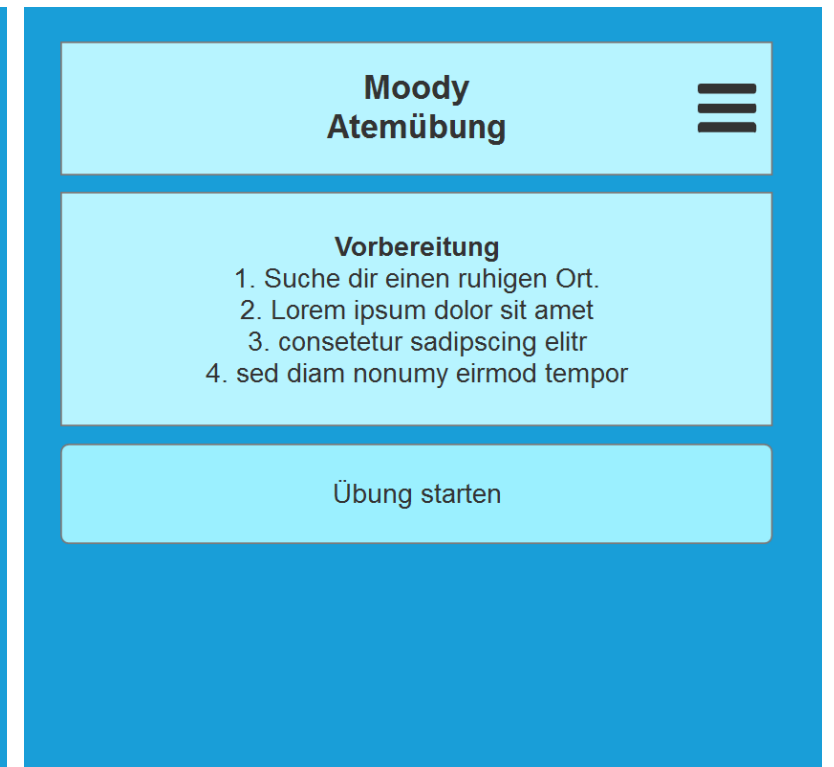 Moody
Atemübung
Vorbereitung
1. Suche dir einen ruhigen Ort.
2. Lorem ipsum dolor sit amet
3. consetetur sadipscing elitr
4. sed diam nonumy eirmod tempor
Übung starten